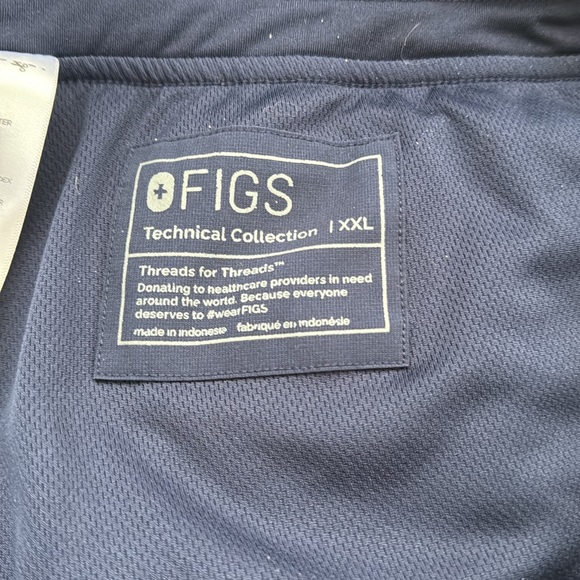 FIGS
Technical Collection | XXL
Threads for Threads™
Donating to healthcare providers in need
around the world. Because everyone
deserves to #wearFIGS
made in Indonesia fabriqué en Indonésie